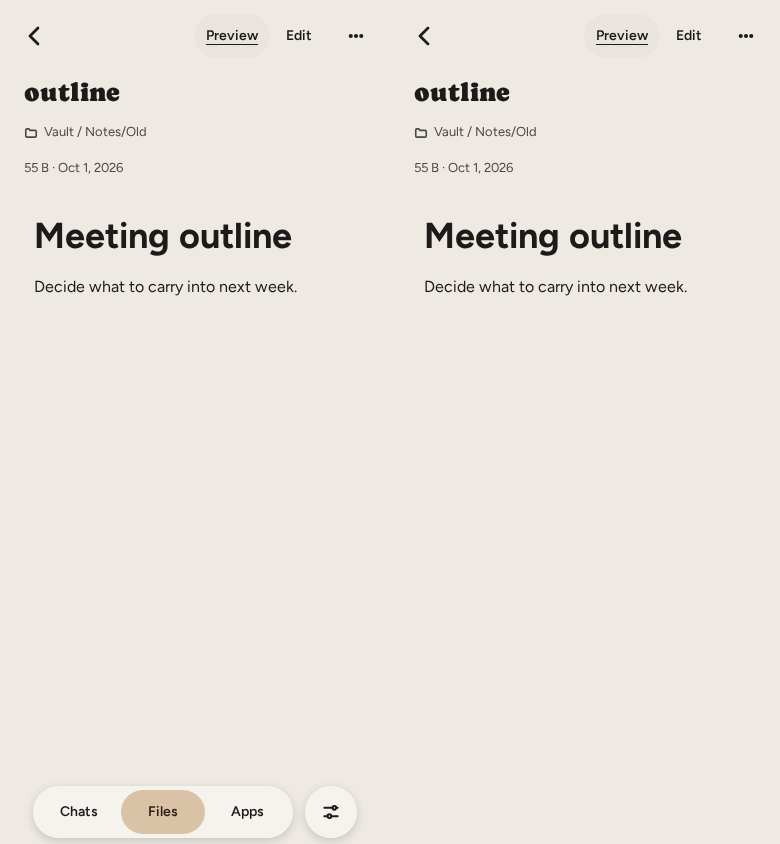 Preview Edit
outline
Vault / Notes/Old
55 B · Oct 1, 2026
Meeting outline
Decide what to carry into next week.
Chats Files Apps
Preview Edit
outline
Vault / Notes/Old
55 B · Oct 1, 2026
Meeting outline
Decide what to carry into next week.